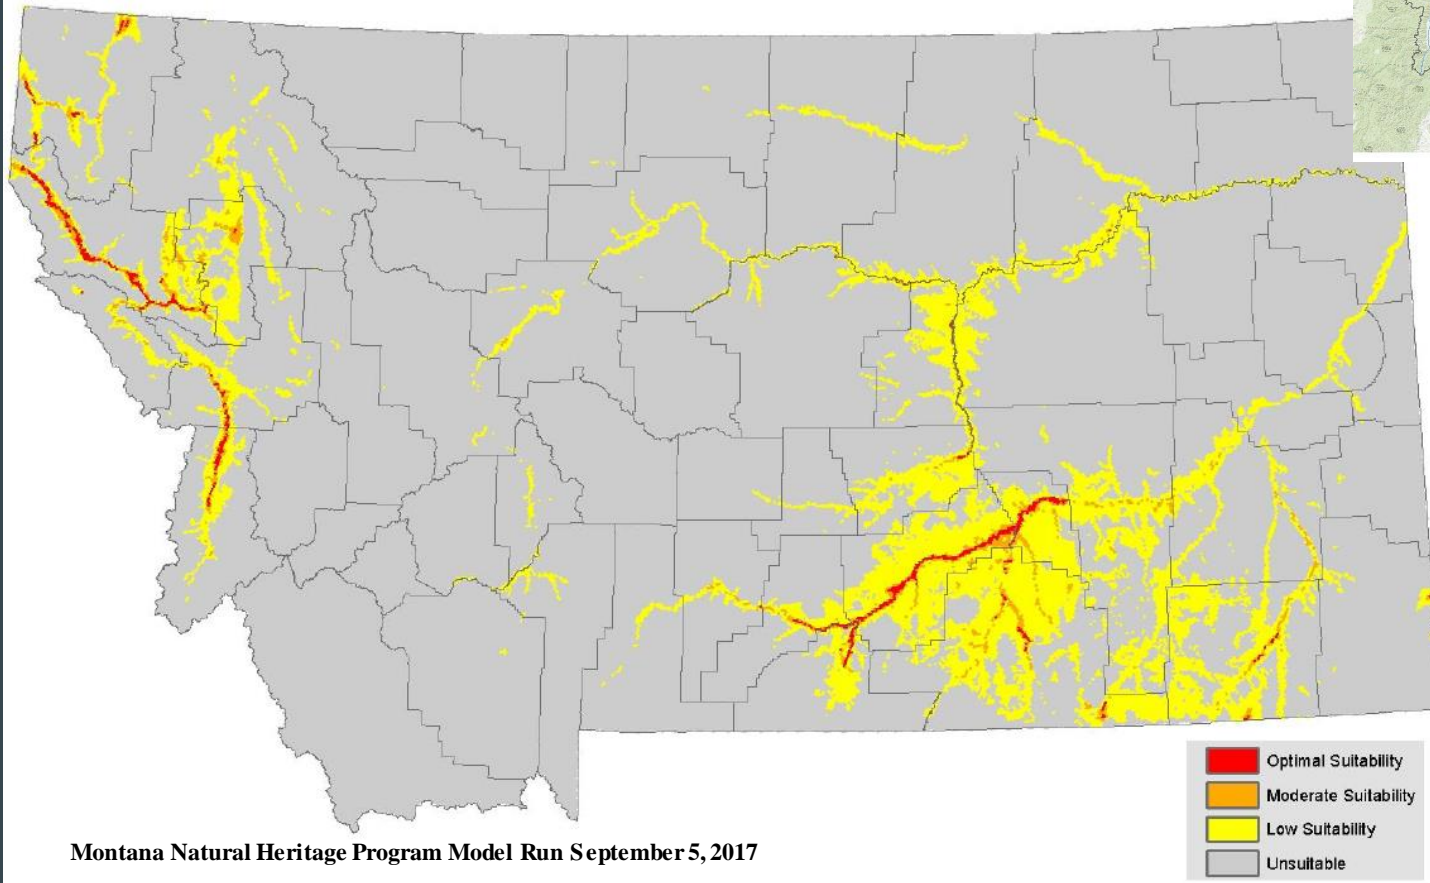 Optimal Suitability
Moderate Suitability
Low Suitability
Unsuitable
Montana Natural Heritage Program Model Run September 5, 2017